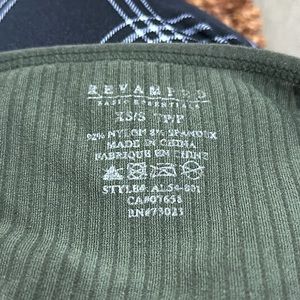 REVAMPED
BASIC ESSENTIALS
XS/S TP/P
92% NYLON 8% SPANDEX
MADE IN CHINA
FABRIQUE EN CHINE
STYLE#: AL54-801
CA#07658
RN#73023